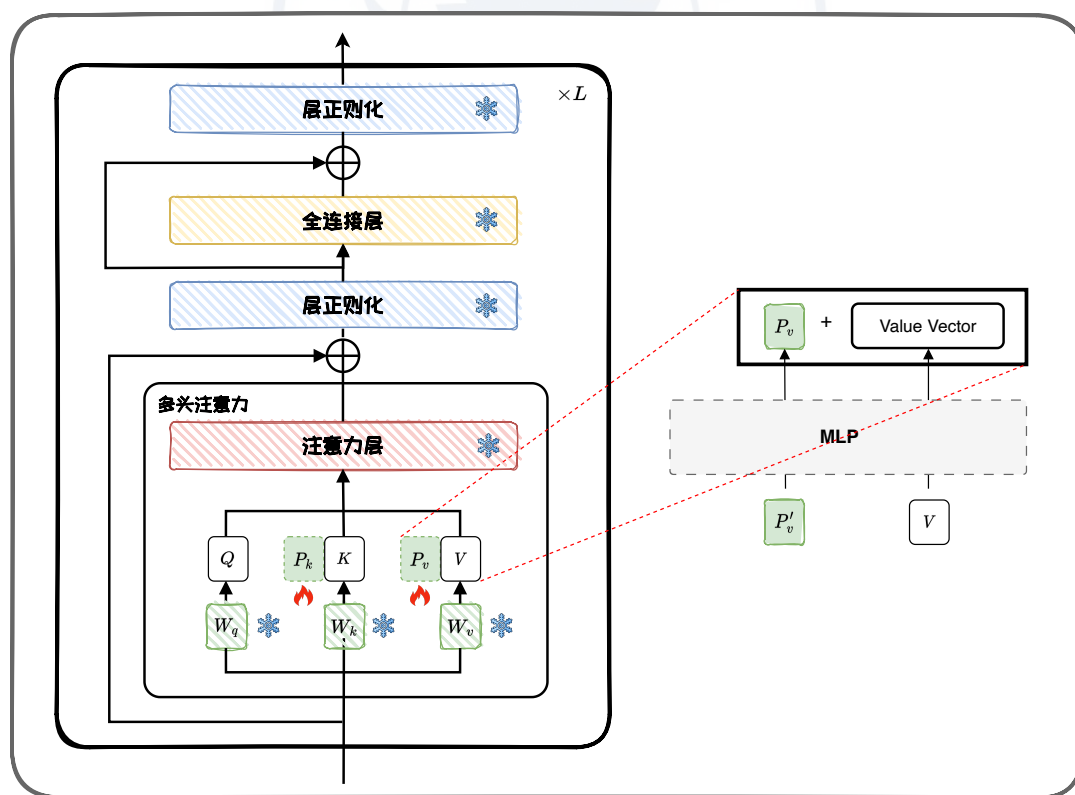 ×L
层正则化
全连接层
层正则化
多头注意力
注意力层
Q
P_k
K
P_v
V
W_q
W_k
W_v
P_v + Value Vector
MLP
P'_v
V